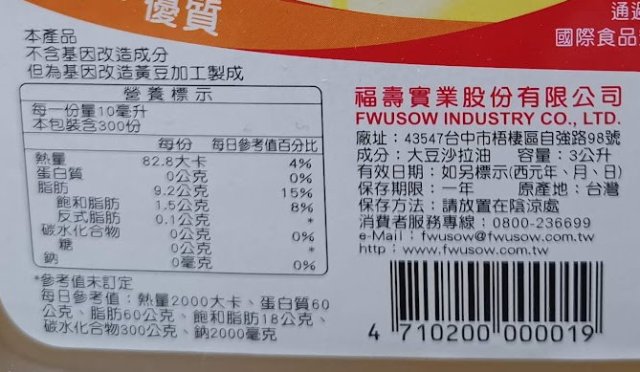 優質
通過
國際食品
本產品
不含基因改造成分
但為基因改造黃豆加工製成
營養標示
每一份量10毫升
本包裝含300份
每份 每日參考值百分比
熱量 82.8大卡 4%
蛋白質 0公克 0%
脂肪 9.2公克 15%
飽和脂肪 1.5公克 8%
反式脂肪 0.1公克 *
碳水化合物 0公克 0%
糖 0公克 *
鈉 0毫克 0%
*參考值未訂定
每日參考值：熱量2000大卡、蛋白質60
公克、脂肪60公克、飽和脂肪18公克、
碳水化合物300公克、鈉2000毫克
福壽實業股份有限公司
FWUSOW INDUSTRY CO., LTD.
廠址：43547台中市梧棲區自強路98號
成分：大豆沙拉油 容量：3公升
有效日期：如另標示(西元年、月、日)
保存期限：一年 原產地：台灣
保存方法：請放置在陰涼處
消費者服務專線：0800-236699
e-Mail：fwusow@fwusow.com.tw
http：www.fwusow.com.tw
4 710200 000019